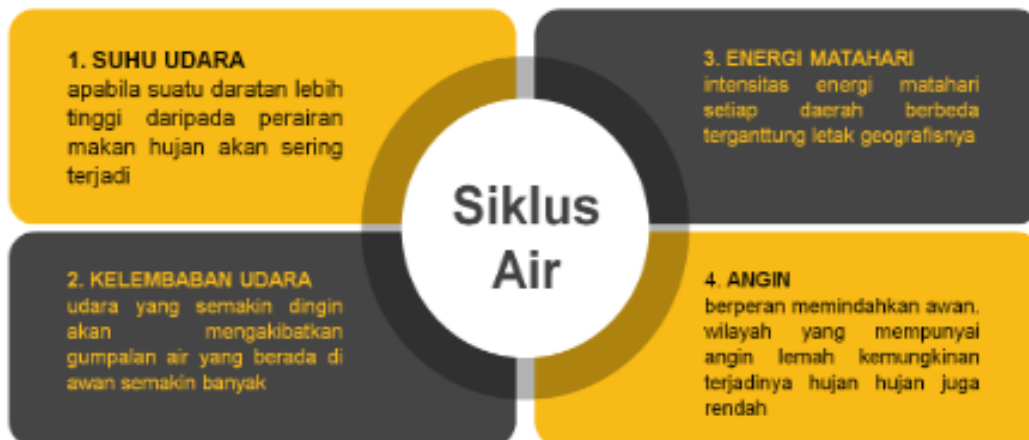 1. SUHU UDARA
apabila suatu daratan lebih
tinggi daripada perairan
makan hujan akan sering
terjadi
2. KELEMBABAN UDARA
udara yang semakin dingin
akan mengakibatkan
gumpalan air yang berada di
awan semakin banyak
Siklus
Air
3. ENERGI MATAHARI
intensitas energi matahari
setiap daerah berbeda
terganttung letak geografisnya
4. ANGIN
berperan memindahkan awan.
wilayah yang mempunyai
angin lemah kemungkinan
terjadinya hujan hujan juga
rendah